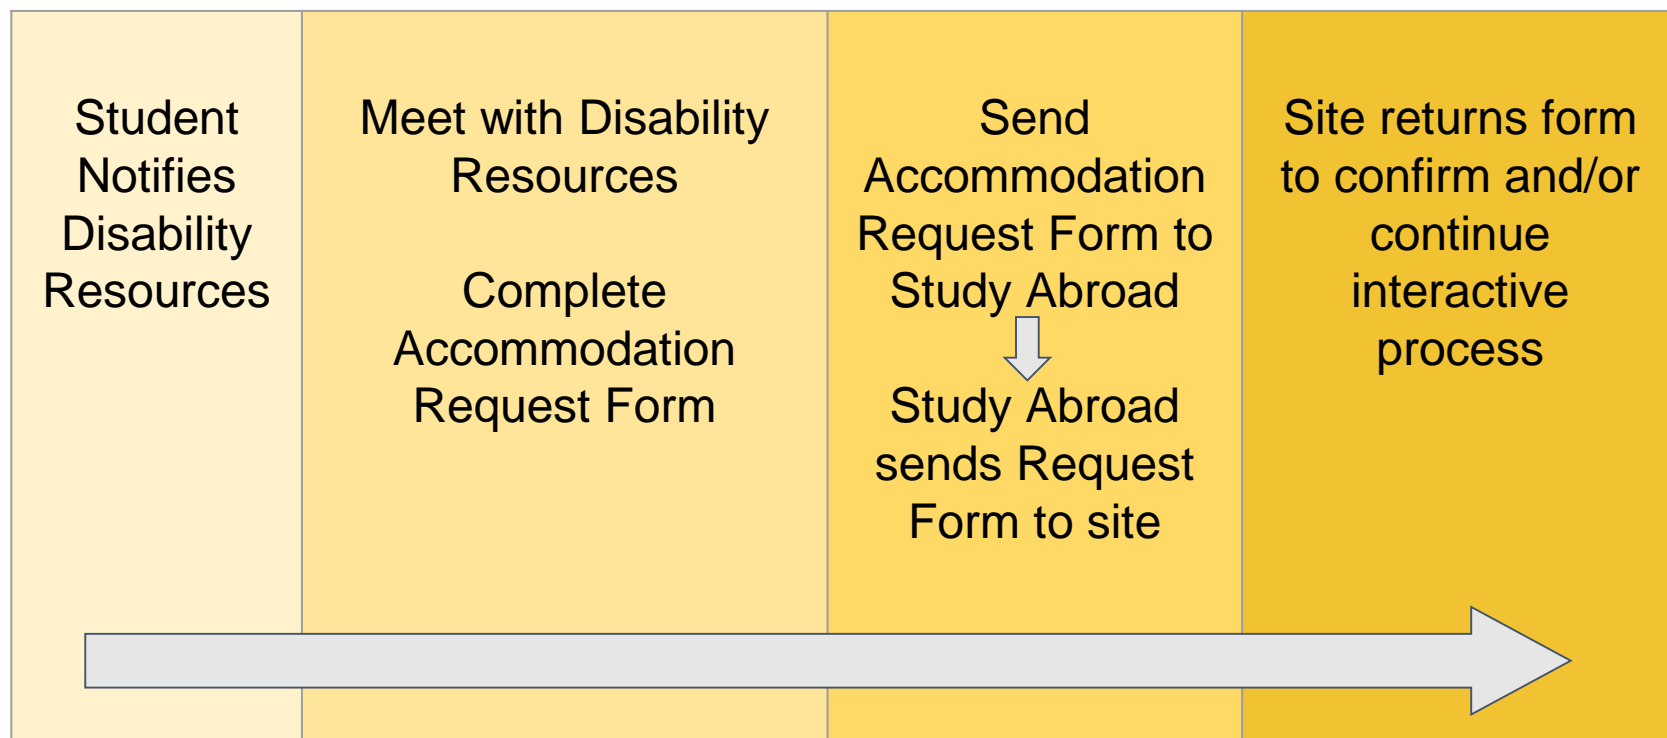 Student
Notifies
Disability
Resources
Meet with Disability
Resources
Complete
Accommodation
Request Form
Send
Accommodation
Request Form to
Study Abroad
Study Abroad
sends Request
Form to site
Site returns form
to confirm and/or
continue
interactive
process